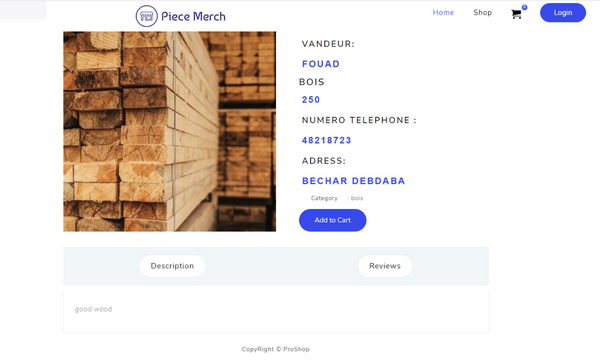 Piece Merch
Home Shop 0 Login
VANDEUR:
FOUAD
BOIS
250
NUMERO TELEPHONE :
48218723
ADRESS:
BECHAR DEBDABA
Category : bois
Add to Cart
Description Reviews
good wood
CopyRight © ProShop